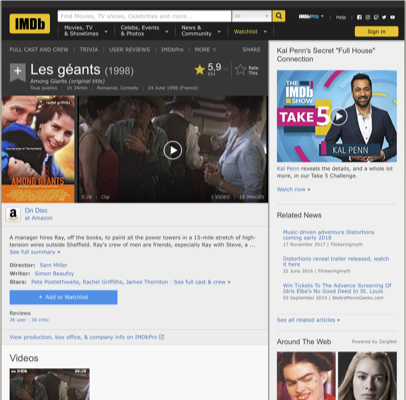 IMDb
Find Movies, TV shows, Celebrities and more...
All
IMDbPro
Help
Movies, TV
& Showtimes
Celebs, Events
& Photos
News &
Community
Watchlist
Sign in
FULL CAST AND CREW | TRIVIA | USER REVIEWS | IMDbPro | MORE
SHARE
Les géants (1998)
Among Giants (original title)
Tous publics | 1h 34min | Romance, Comedy | 24 June 1998 (France)
5,9
Rate
This
pete postlethwaite rachel griffiths
AMONG GIANTS
0:28 | Clip
1 VIDEO | 18 IMAGES
On Disc
at Amazon
A manager hires Ray, off the books, to paint all the power towers in a 15-mile stretch of high-
tension wires outside Sheffield. Ray's crew of men are friends, especially Ray with Steve, a ...
See full summary »
Director: Sam Miller
Writer: Simon Beaufoy
Stars: Pete Postlethwaite, Rachel Griffiths, James Thornton | See full cast & crew »
+ Add to Watchlist
Reviews
26 user | 30 critic
View production, box office, & company info on IMDbPro
Videos
Kal Penn's Secret "Full House"
Connection
THE
IMDb
SHOW
TAKE 5
KAL PENN
Kal Penn reveals the details, and a whole lot
more, in our Take 5 Challenge.
Watch now »
Related News
Music-driven adventure Distortions
coming early 2018
17 November 2017 | Flickeringmyth
Distortions reveal trailer released, watch
it here
22 June 2016 | Flickeringmyth
Win Tickets To The Advance Screening Of
Idris Elba's No Good Deed In St. Louis
03 September 2014 | WeAreMovieGeeks.com
See all related articles »
Around The Web
Powered by ZergNet